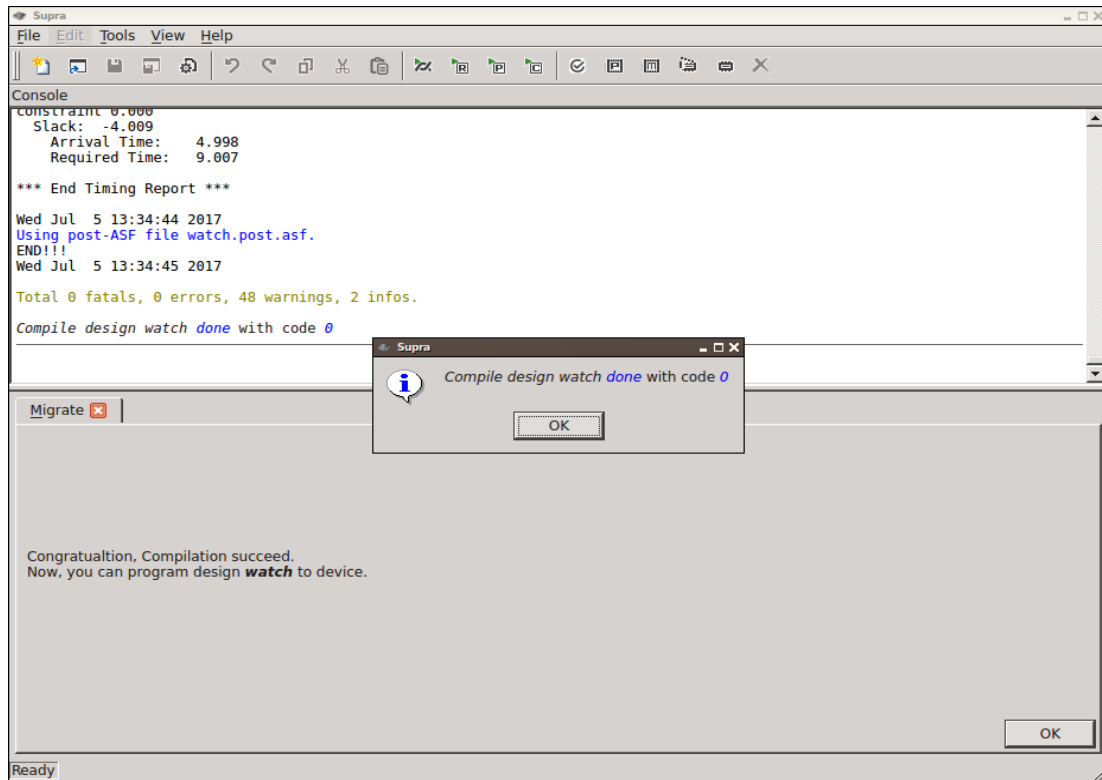 Supra
File Edit Tools View Help
Console
constraint 0.000
Slack: -4.009
Arrival Time: 4.998
Required Time: 9.007
*** End Timing Report ***
Wed Jul 5 13:34:44 2017
Using post-ASF file watch.post.asf.
END!!!
Wed Jul 5 13:34:45 2017
Total 0 fatals, 0 errors, 48 warnings, 2 infos.
Compile design watch done with code 0
Supra
Compile design watch done with code 0
OK
Migrate
Congratualtion, Compilation succeed.
Now, you can program design watch to device.
OK
Ready